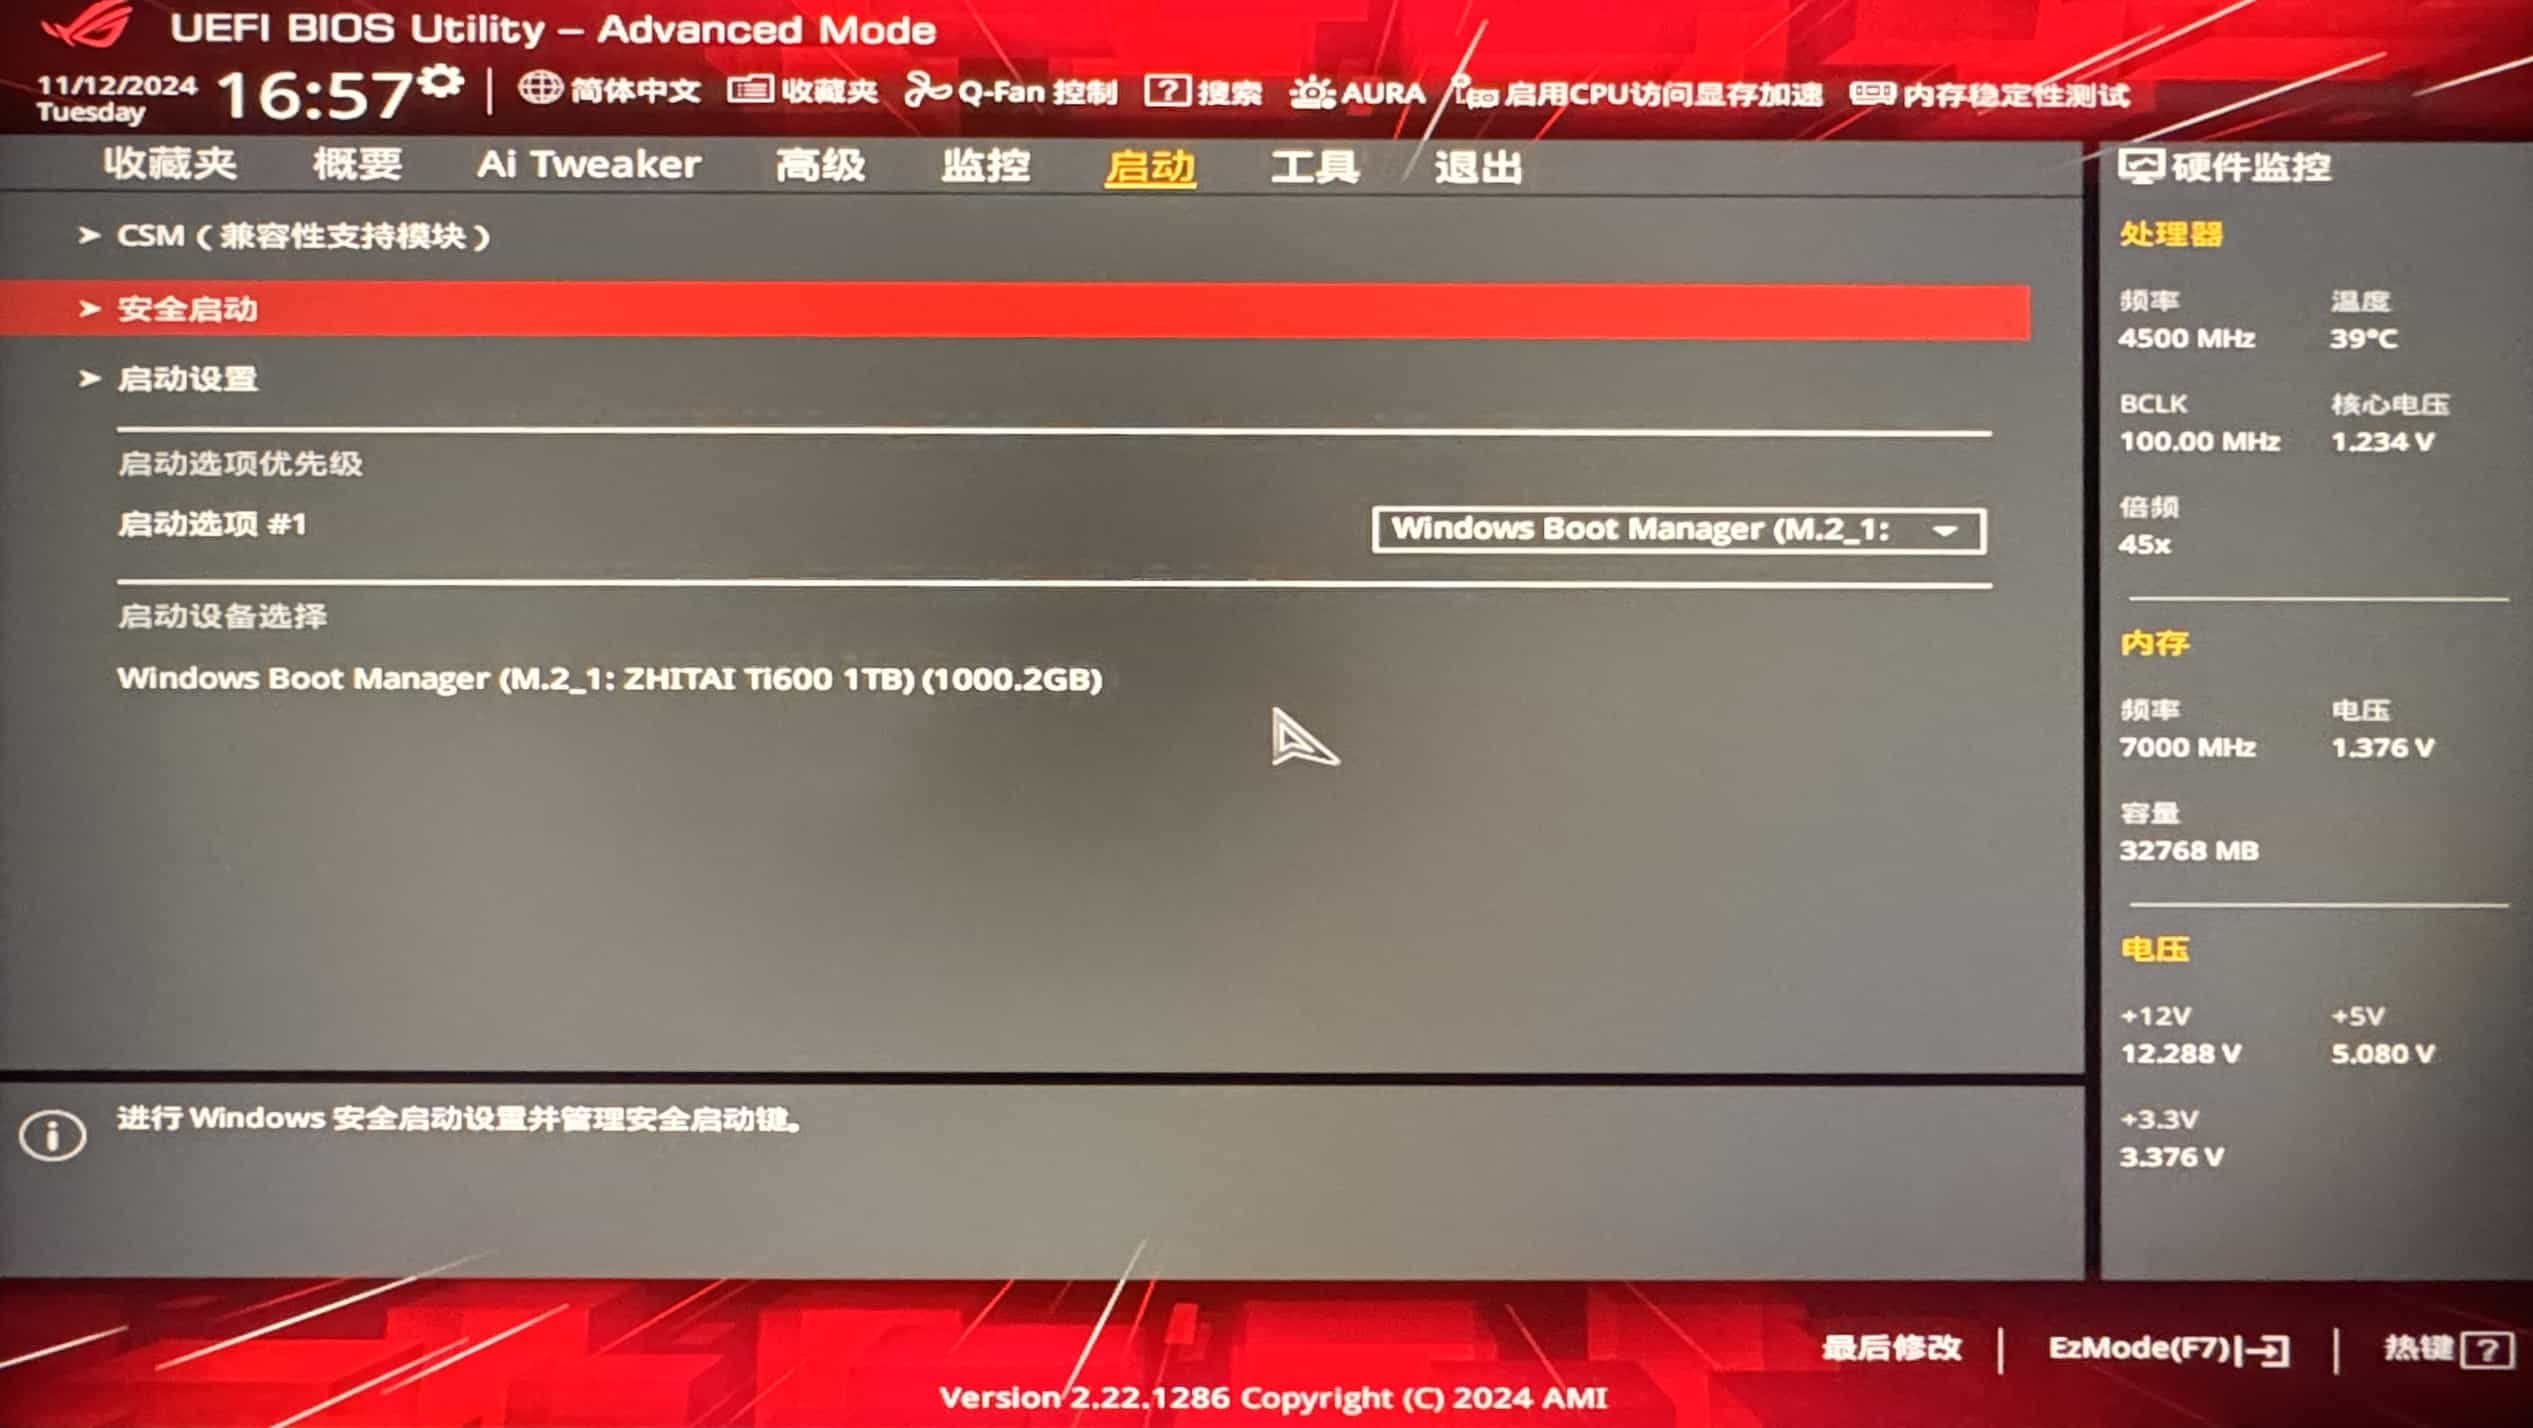 UEFI BIOS Utility – Advanced Mode
11/12/2024
Tuesday
16:57
简体中文
收藏夹
Q-Fan 控制
?搜索
AURA
启用CPU访问显存加速
内存稳定性测试
收藏夹
概要
Ai Tweaker
高级
监控
启动
工具
退出
> CSM（兼容性支持模块）
> 安全启动
> 启动设置
启动选项优先级
启动选项 #1
Windows Boot Manager (M.2_1:
启动设备选择
Windows Boot Manager (M.2_1: ZHITAI Ti600 1TB) (1000.2GB)
进行 Windows 安全启动设置并管理安全启动键。
硬件监控
处理器
频率 温度
4500 MHz 39°C
BCLK 核心电压
100.00 MHz 1.234 V
倍频
45x
内存
频率 电压
7000 MHz 1.376 V
容量
32768 MB
电压
+12V +5V
12.288 V 5.080 V
+3.3V
3.376 V
最后修改
EzMode(F7)
热键 ?
Version 2.22.1286 Copyright (C) 2024 AMI